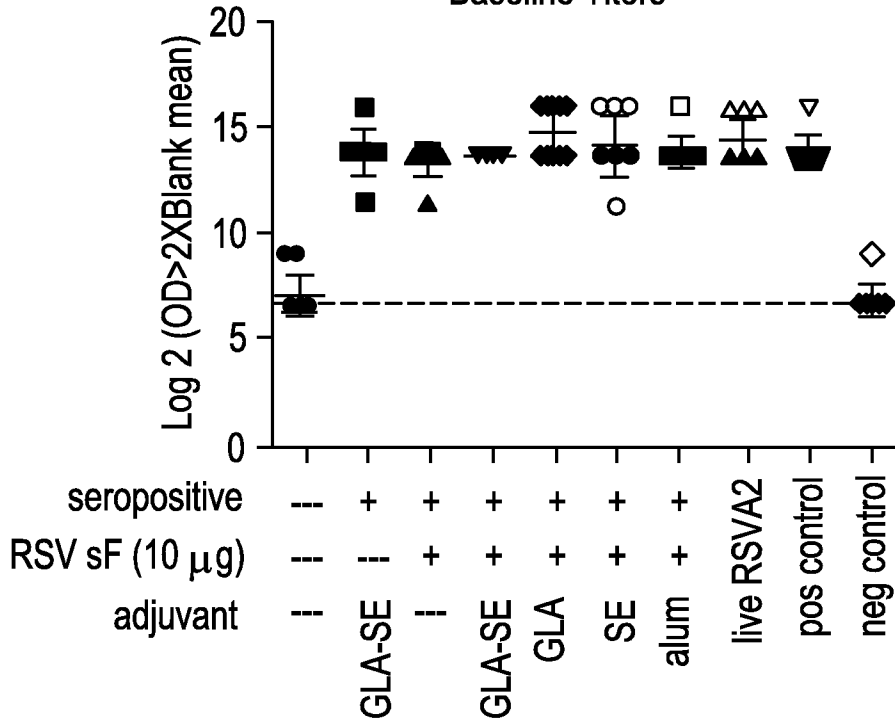 Baseline Titers
Log 2 (OD>2XBlank mean)
20
15
10
5
0
seropositive --- + + + + + +
RSV sF (10 μg) --- --- + + + + +
adjuvant --- GLA-SE --- GLA-SE GLA SE alum live RSVA2 pos control neg control